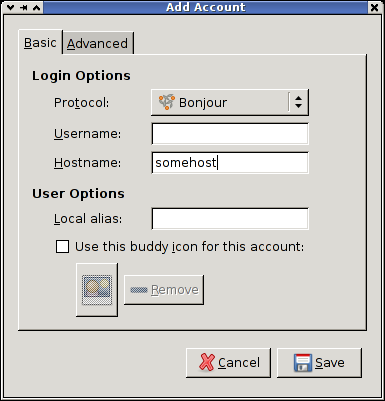 Add Account
Basic
Advanced
Login Options
Protocol:
Bonjour
Username:
Hostname:
somehost
User Options
Local alias:
Use this buddy icon for this account:
Remove
Cancel
Save